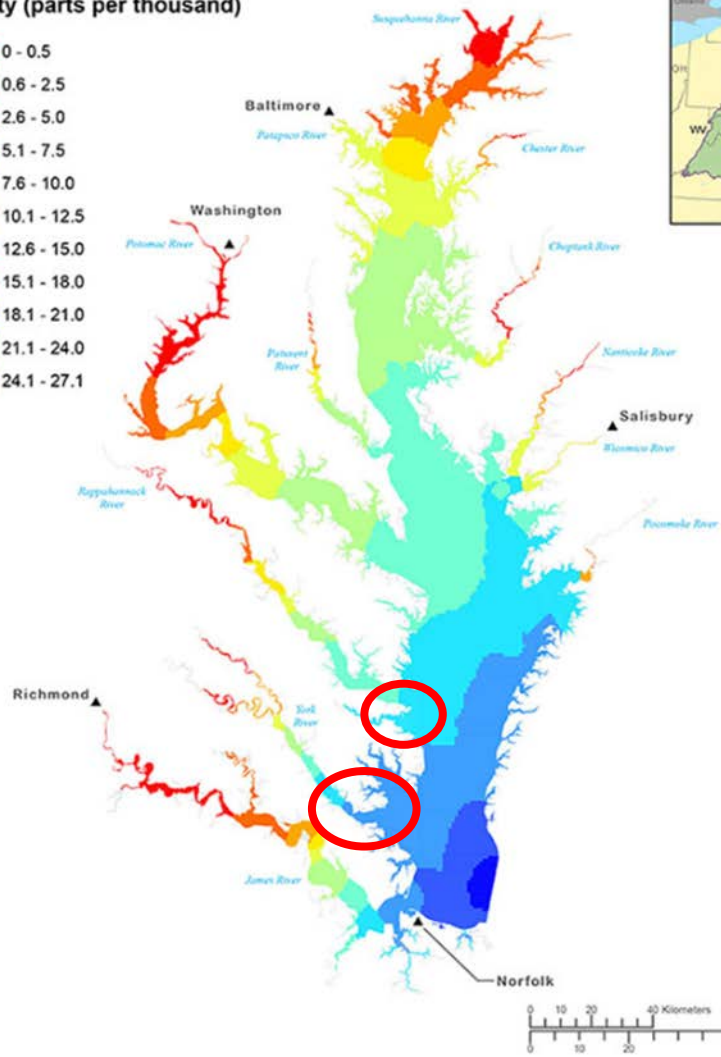 ty (parts per thousand)
0 - 0.5
0.6 - 2.5
2.6 - 5.0
5.1 - 7.5
7.6 - 10.0
10.1 - 12.5
12.6 - 15.0
15.1 - 18.0
18.1 - 21.0
21.1 - 24.0
24.1 - 27.1
Susquehanna River
Baltimore
Patapsco River
Chester River
OH
WV
Washington
Potomac River
Choptank River
Patuxent
River
Nanticoke River
Salisbury
Wicomico River
Rappahannock
River
Pocomoke River
Richmond
York
River
James River
Norfolk
0 10 20 40 Kilometers
0 10 20